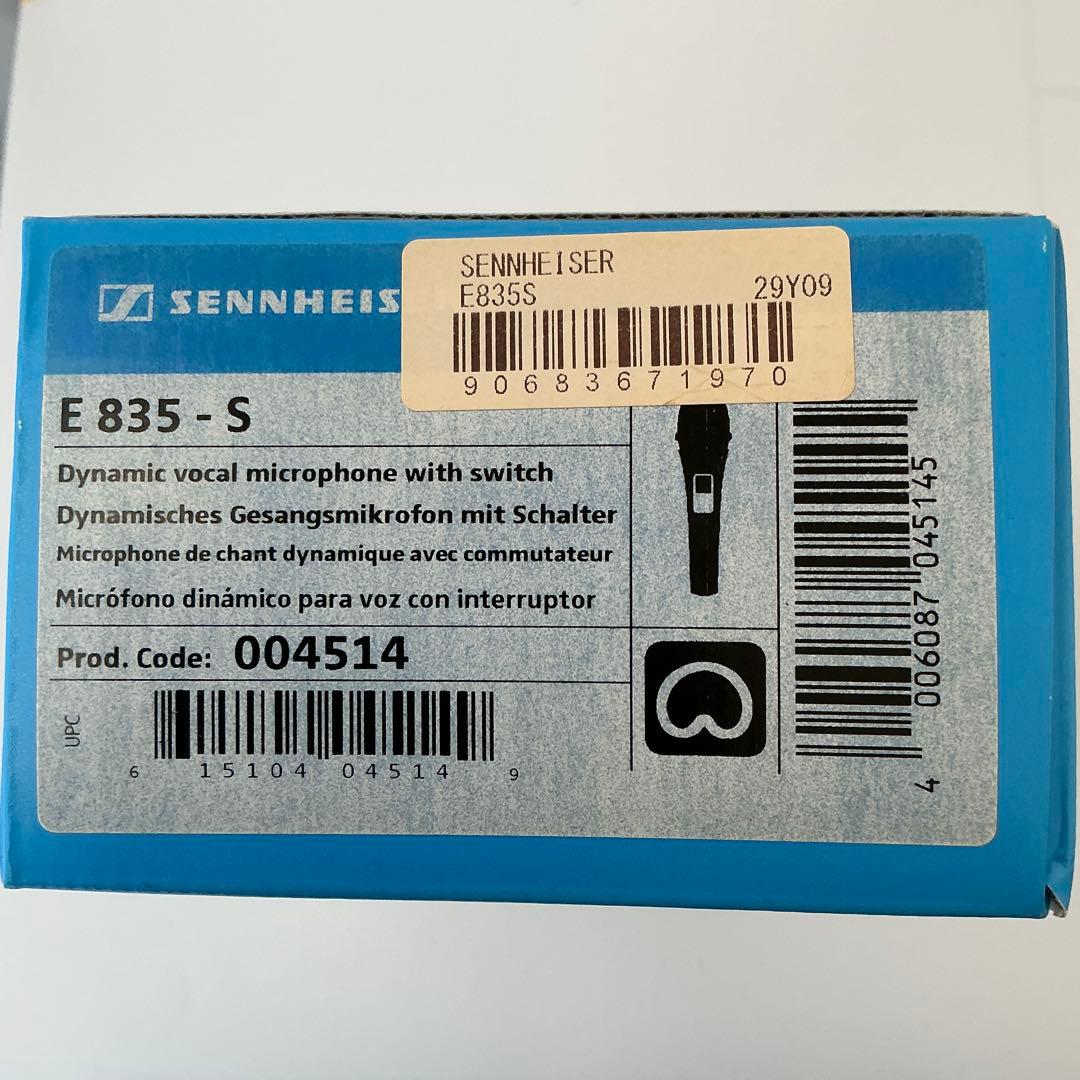 SENNHEIS
SENNHEISER
E835S
29Y09
90683671970
E 835 - S
Dynamic vocal microphone with switch
Dynamisches Gesangsmikrofon mit Schalter
Microphone de chant dynamique avec commutateur
Micrófono dinámico para voz con interruptor
Prod. Code: 004514
UPC
6 15104 04514 9
4 006087 045145